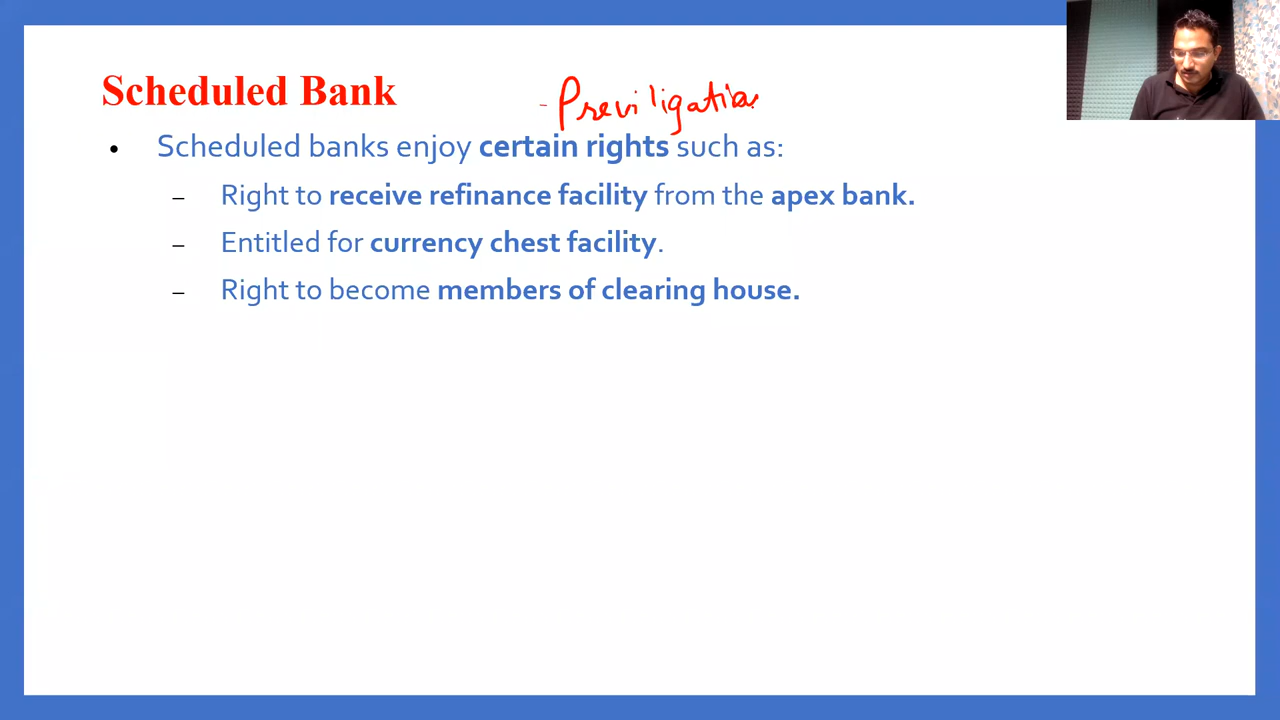 Scheduled Bank
- Previligation
• Scheduled banks enjoy certain rights such as:
– Right to receive refinance facility from the apex bank.
– Entitled for currency chest facility.
– Right to become members of clearing house.